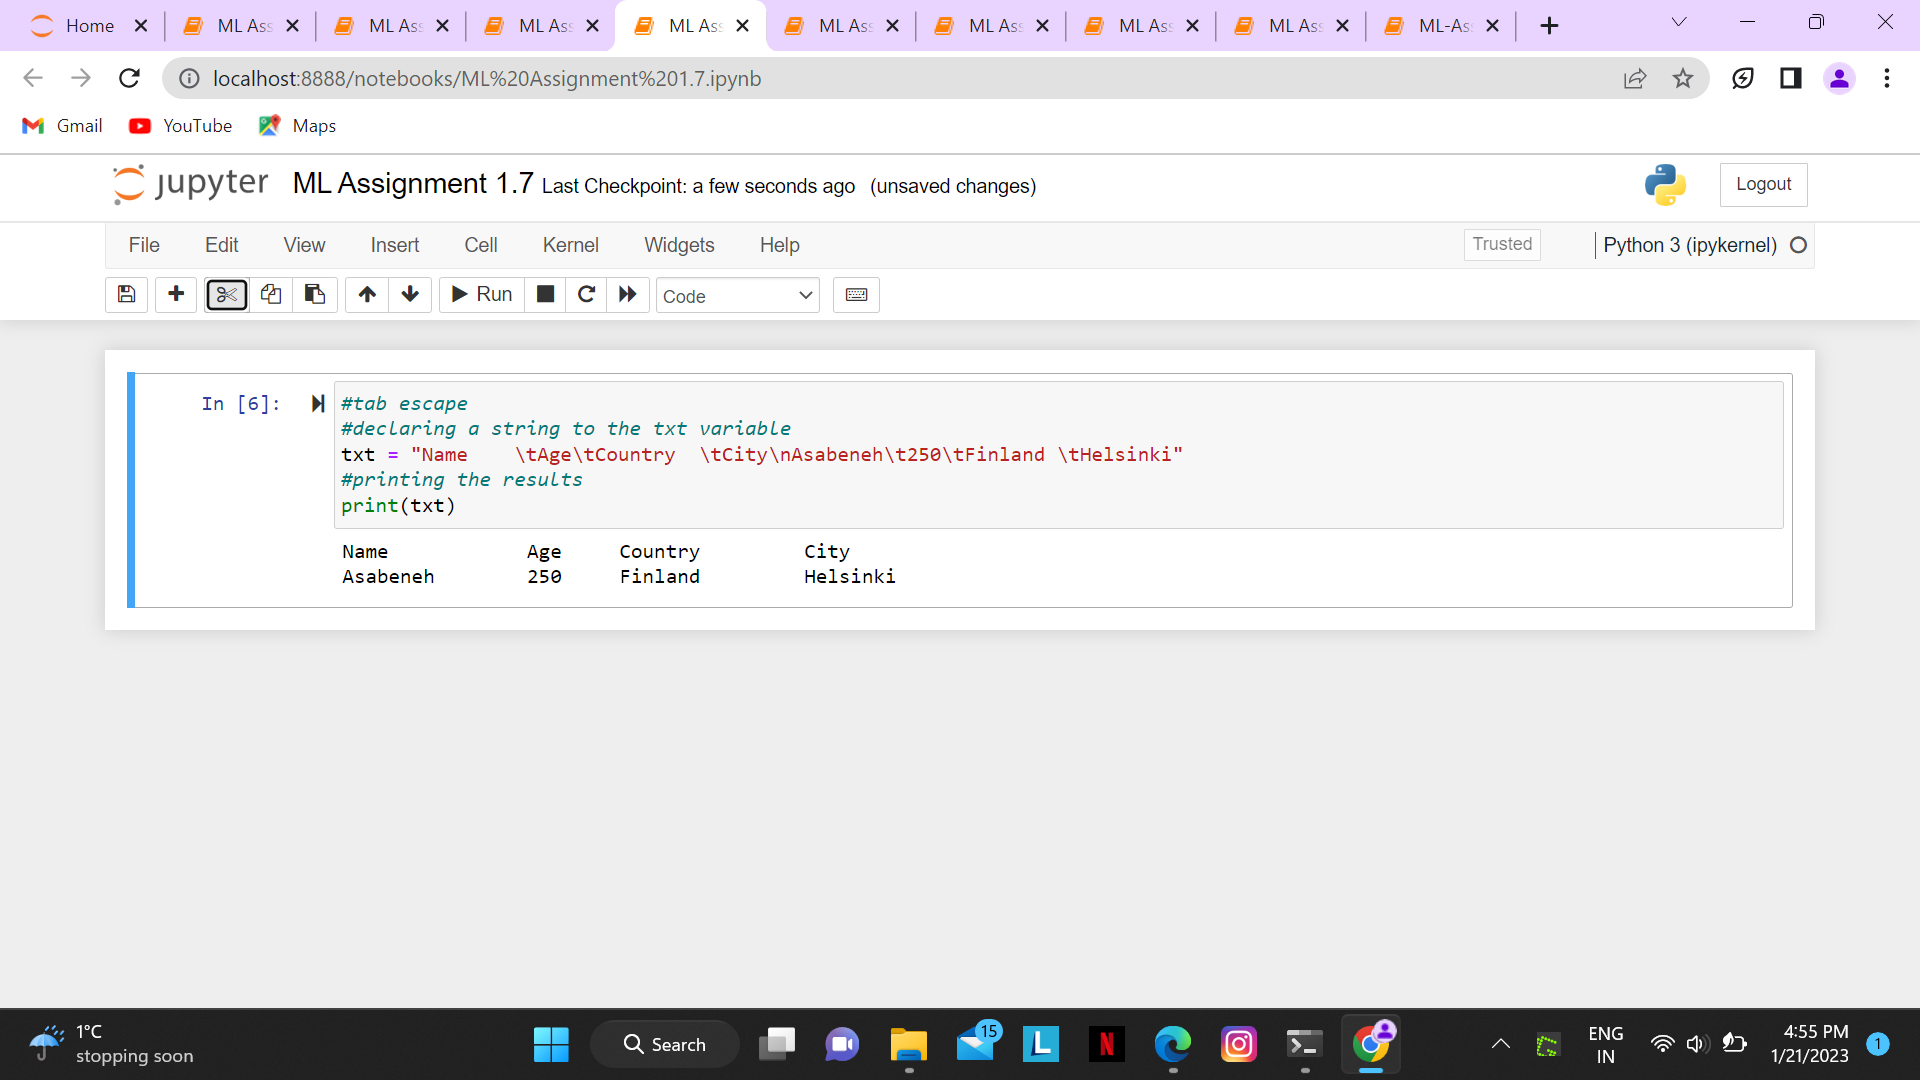 Home ML Ass ML Ass ML Ass ML Ass ML Ass ML Ass ML Ass ML Ass ML-As
localhost:8888/notebooks/ML%20Assignment%201.7.ipynb
Gmail YouTube Maps
jupyter ML Assignment 1.7 Last Checkpoint: a few seconds ago (unsaved changes) Logout
File Edit View Insert Cell Kernel Widgets Help Trusted Python 3 (ipykernel)
Run Code
In [6]: #tab escape
#declaring a string to the txt variable
txt = "Name    \tAge\tCountry  \tCity\nAsabeneh\t250\tFinland \tHelsinki"
#printing the results
print(txt)
Name Age Country City
Asabeneh 250 Finland Helsinki
1°C
stopping soon
Search
15
L
N
ENG
IN
4:55 PM
1/21/2023
1